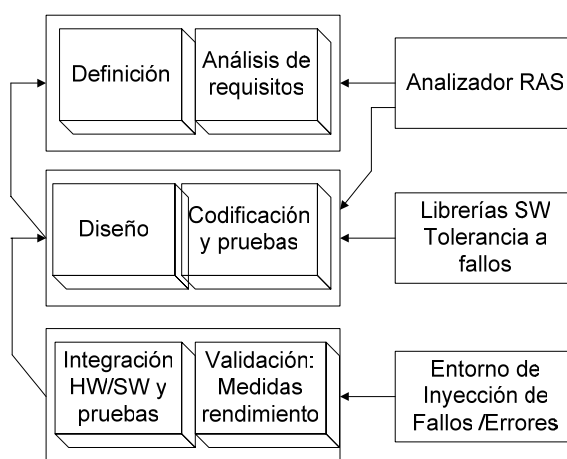 Definición
Análisis de
requisitos
Analizador RAS
Diseño
Codificación
y pruebas
Librerías SW
Tolerancia a
fallos
Integración
HW/SW y
pruebas
Validación:
Medidas
rendimiento
Entorno de
Inyección de
Fallos /Errores